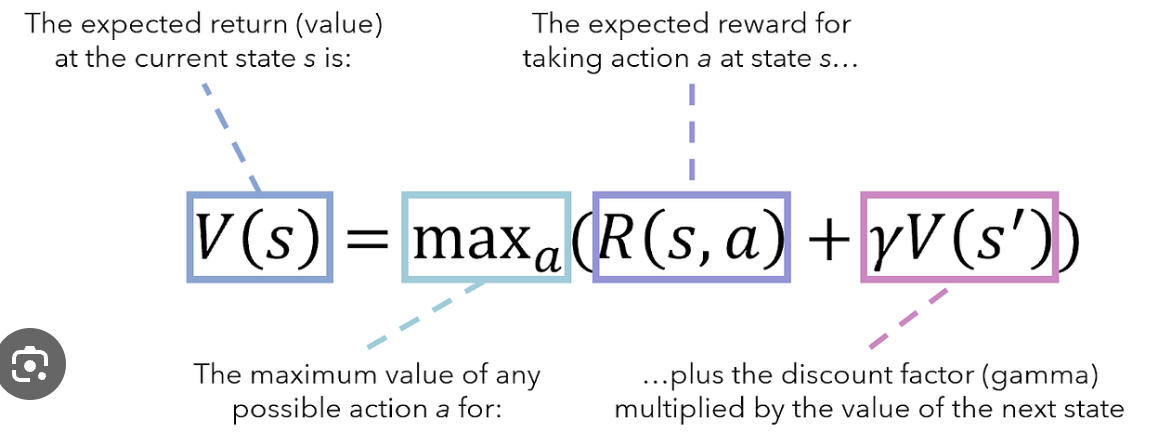 The expected return (value)
at the current state s is:
The expected reward for
taking action a at state s...
V(s) = maxₐ(R(s, a) + γV(s′))
The maximum value of any
possible action a for:
...plus the discount factor (gamma)
multiplied by the value of the next state